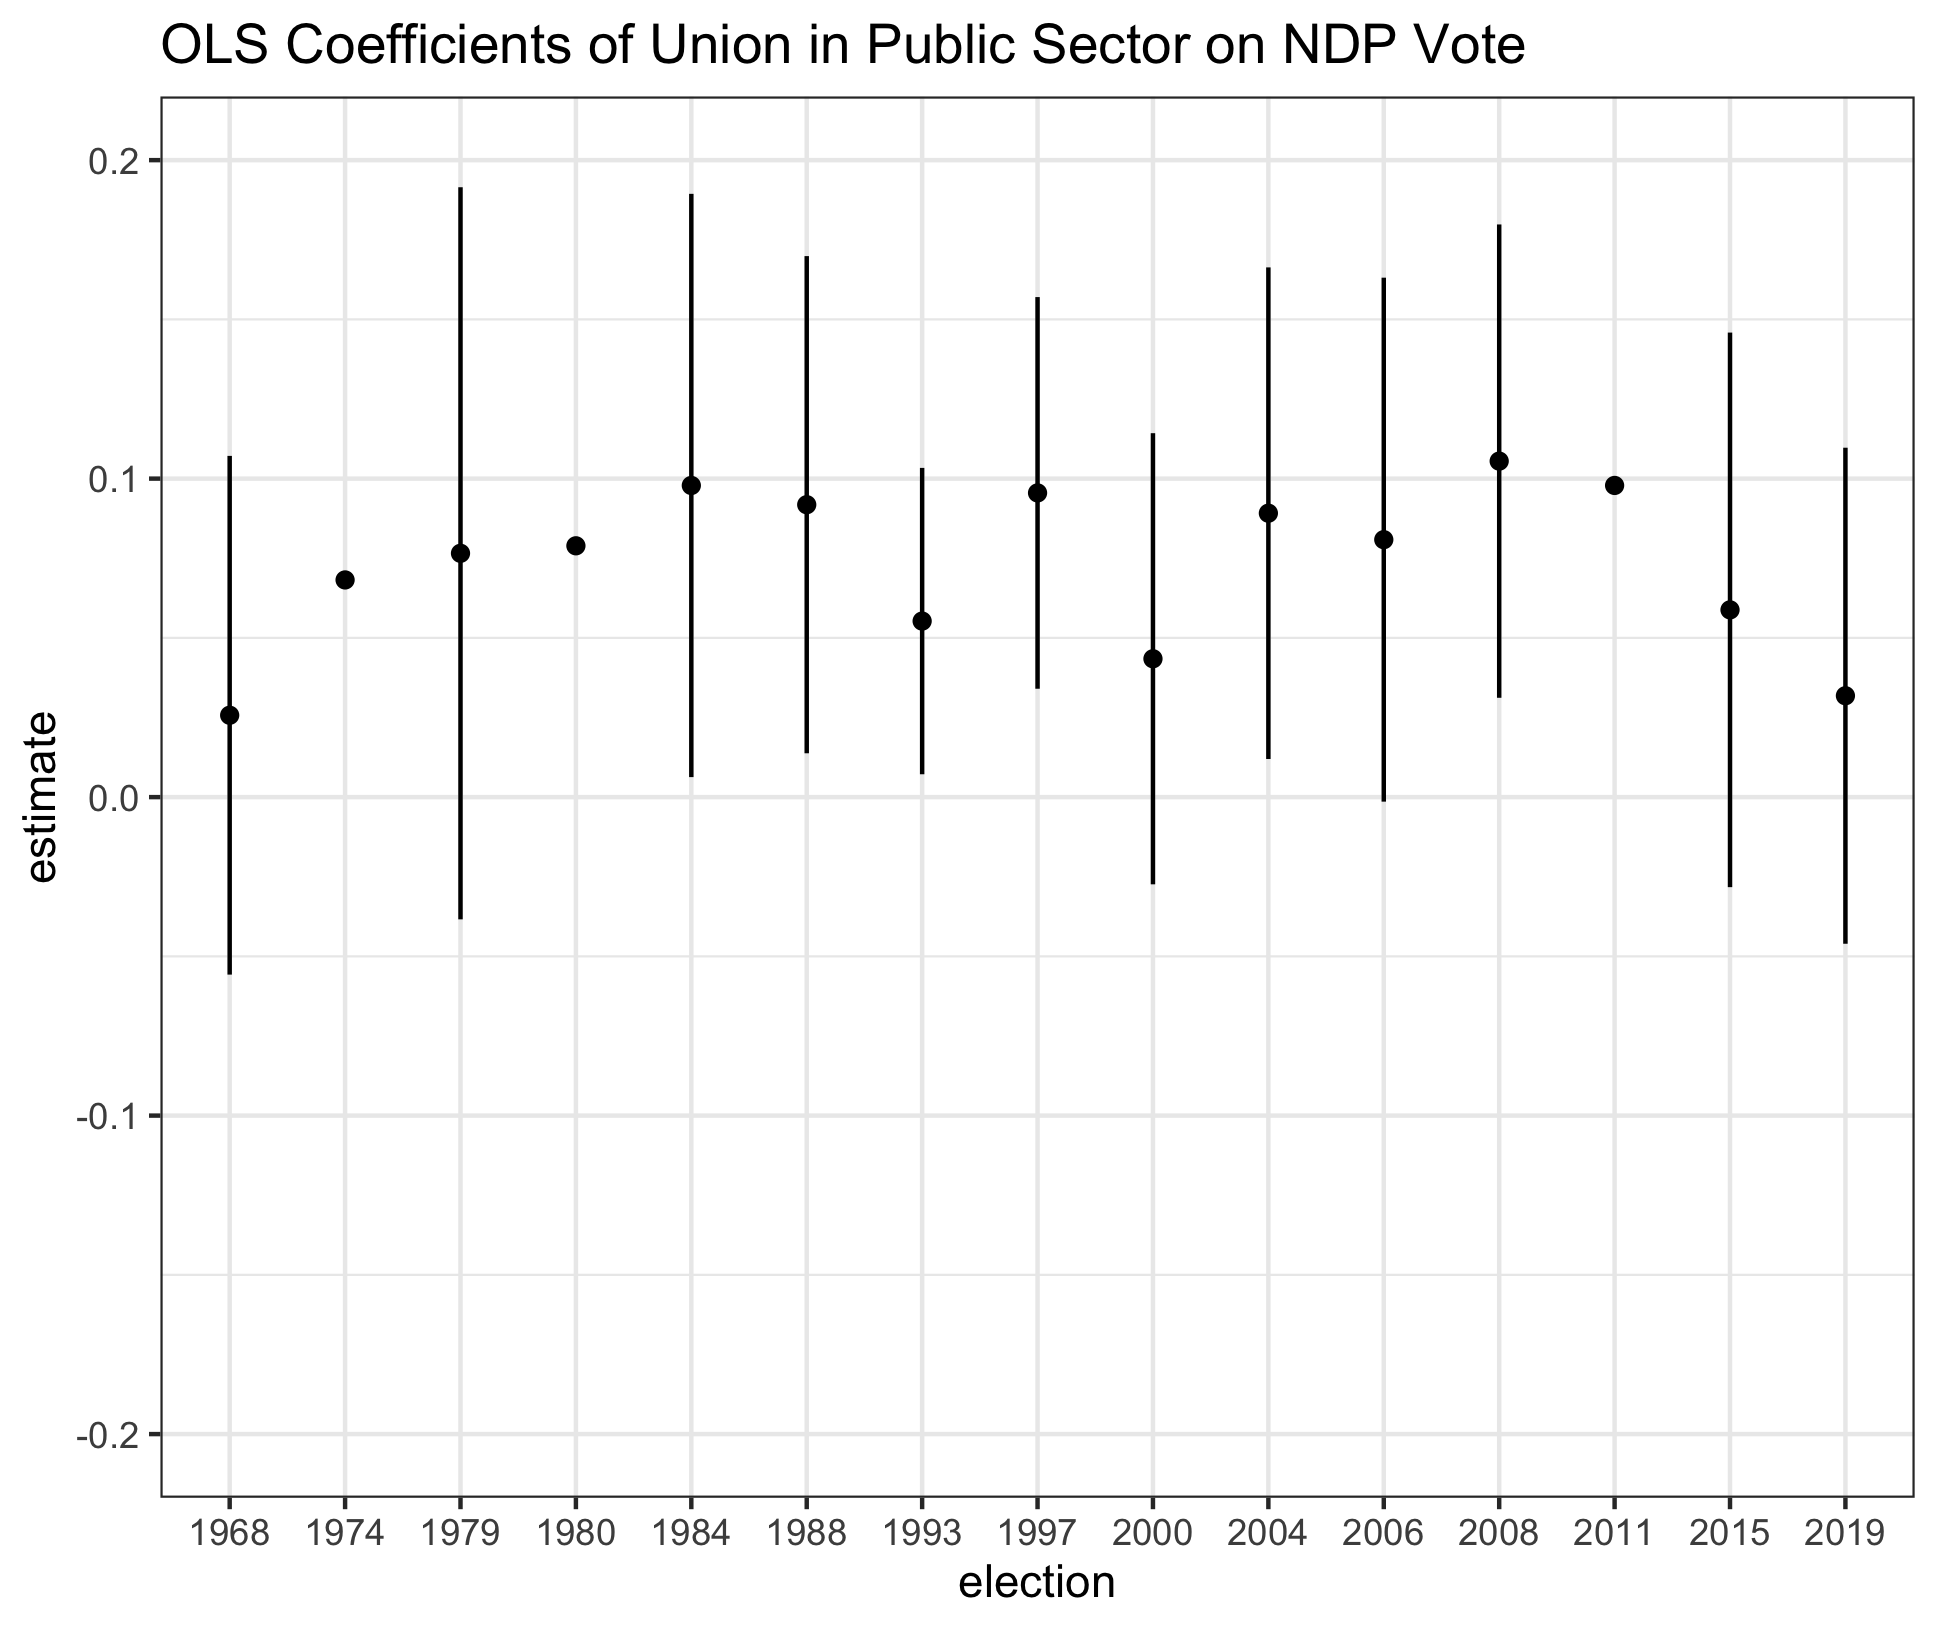 OLS Coefficients of Union in Public Sector on NDP Vote
0.2
0.1
0.0
-0.1
-0.2
estimate
1968 1974 1979 1980 1984 1988 1993 1997 2000 2004 2006 2008 2011 2015 2019
election